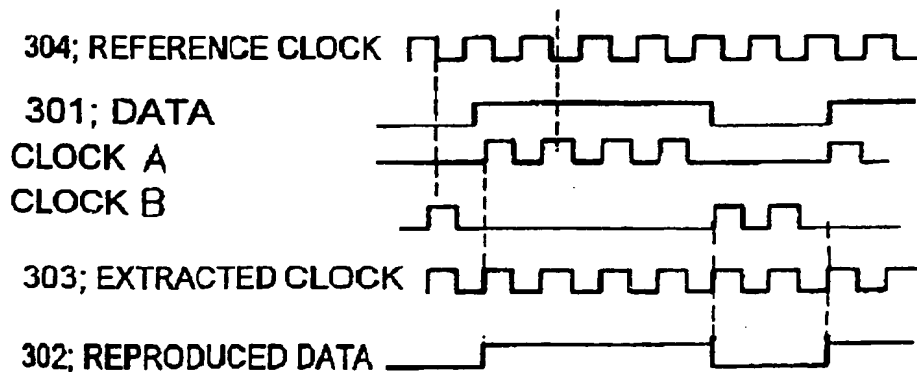 304; REFERENCE CLOCK
301; DATA
CLOCK A
CLOCK B
303; EXTRACTED CLOCK
302; REPRODUCED DATA